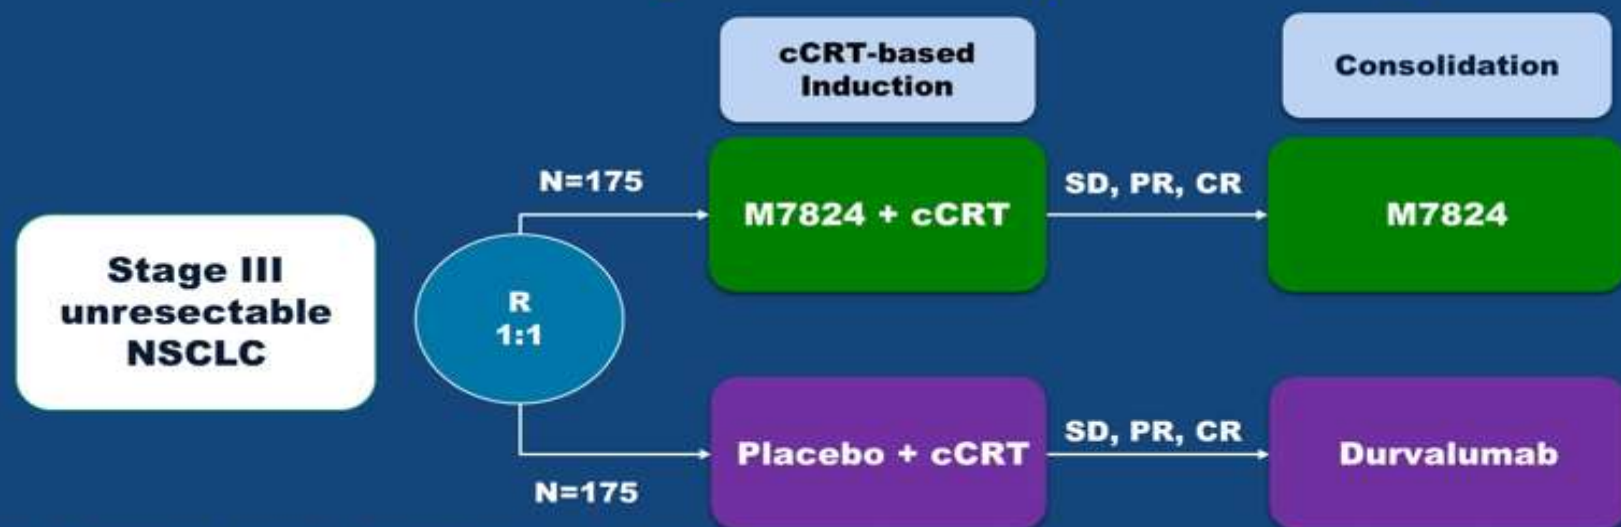 cCRT-based
Induction
Consolidation
N=175
SD, PR, CR
M7824 + cCRT
M7824
Stage III
unresectable
NSCLC
R
1:1
Placebo + cCRT
SD, PR, CR
Durvalumab
N=175